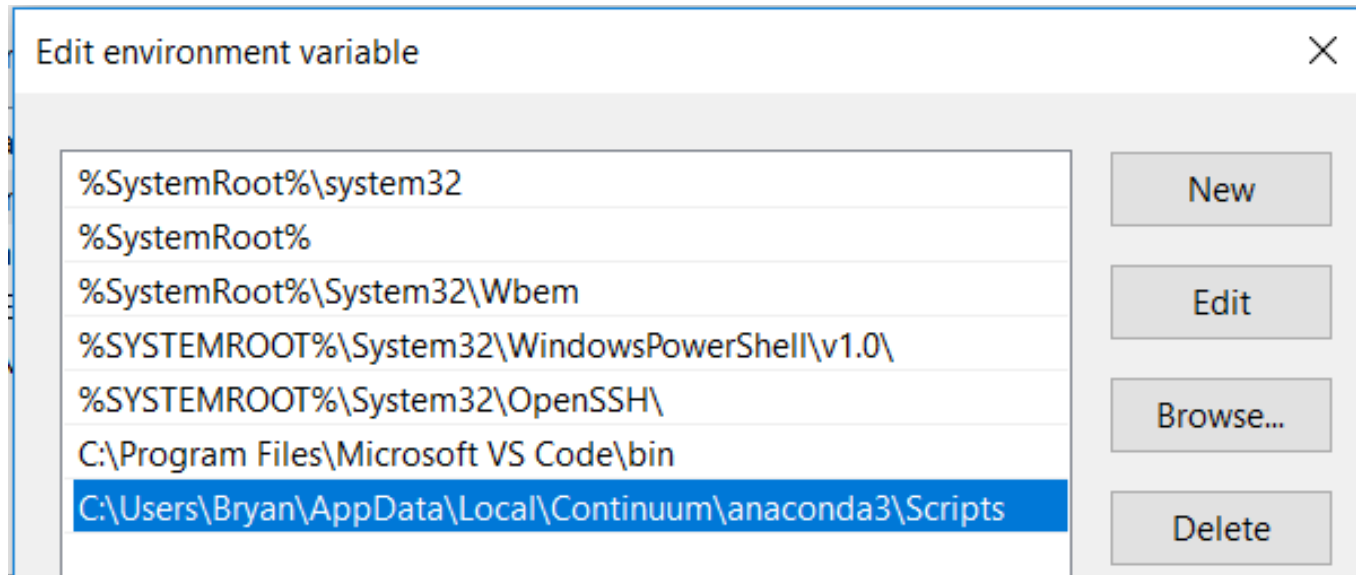 Edit environment variable
%SystemRoot%\system32
New
%SystemRoot%
%SystemRoot%\System32\Wbem
Edit
%SYSTEMROOT%\System32\WindowsPowerShell\v1.0\
%SYSTEMROOT%\System32\OpenSSH\
Browse...
C:\Program Files\Microsoft VS Code\bin
C:\Users\Bryan\AppData\Local\Continuum\anaconda3\Scripts
Delete